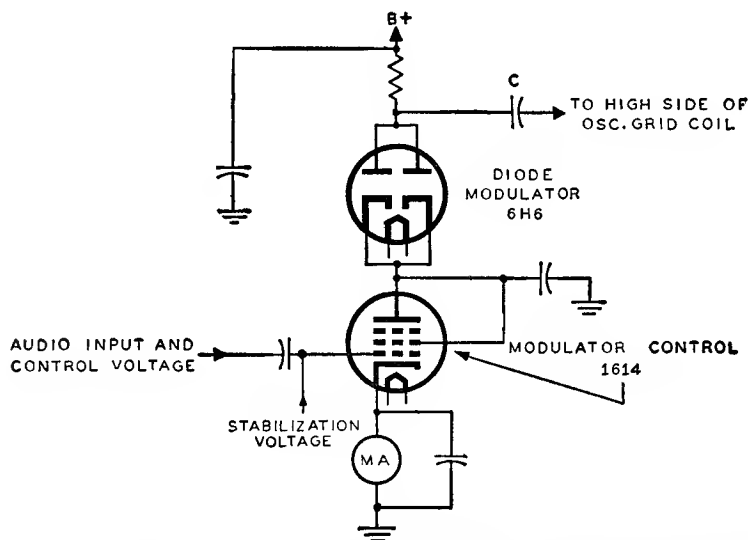 B+
C
TO HIGH SIDE OF
OSC. GRID COIL
DIODE
MODULATOR
6H6
AUDIO INPUT AND
CONTROL VOLTAGE
MODULATOR CONTROL
1614
STABILIZATION
VOLTAGE
MA